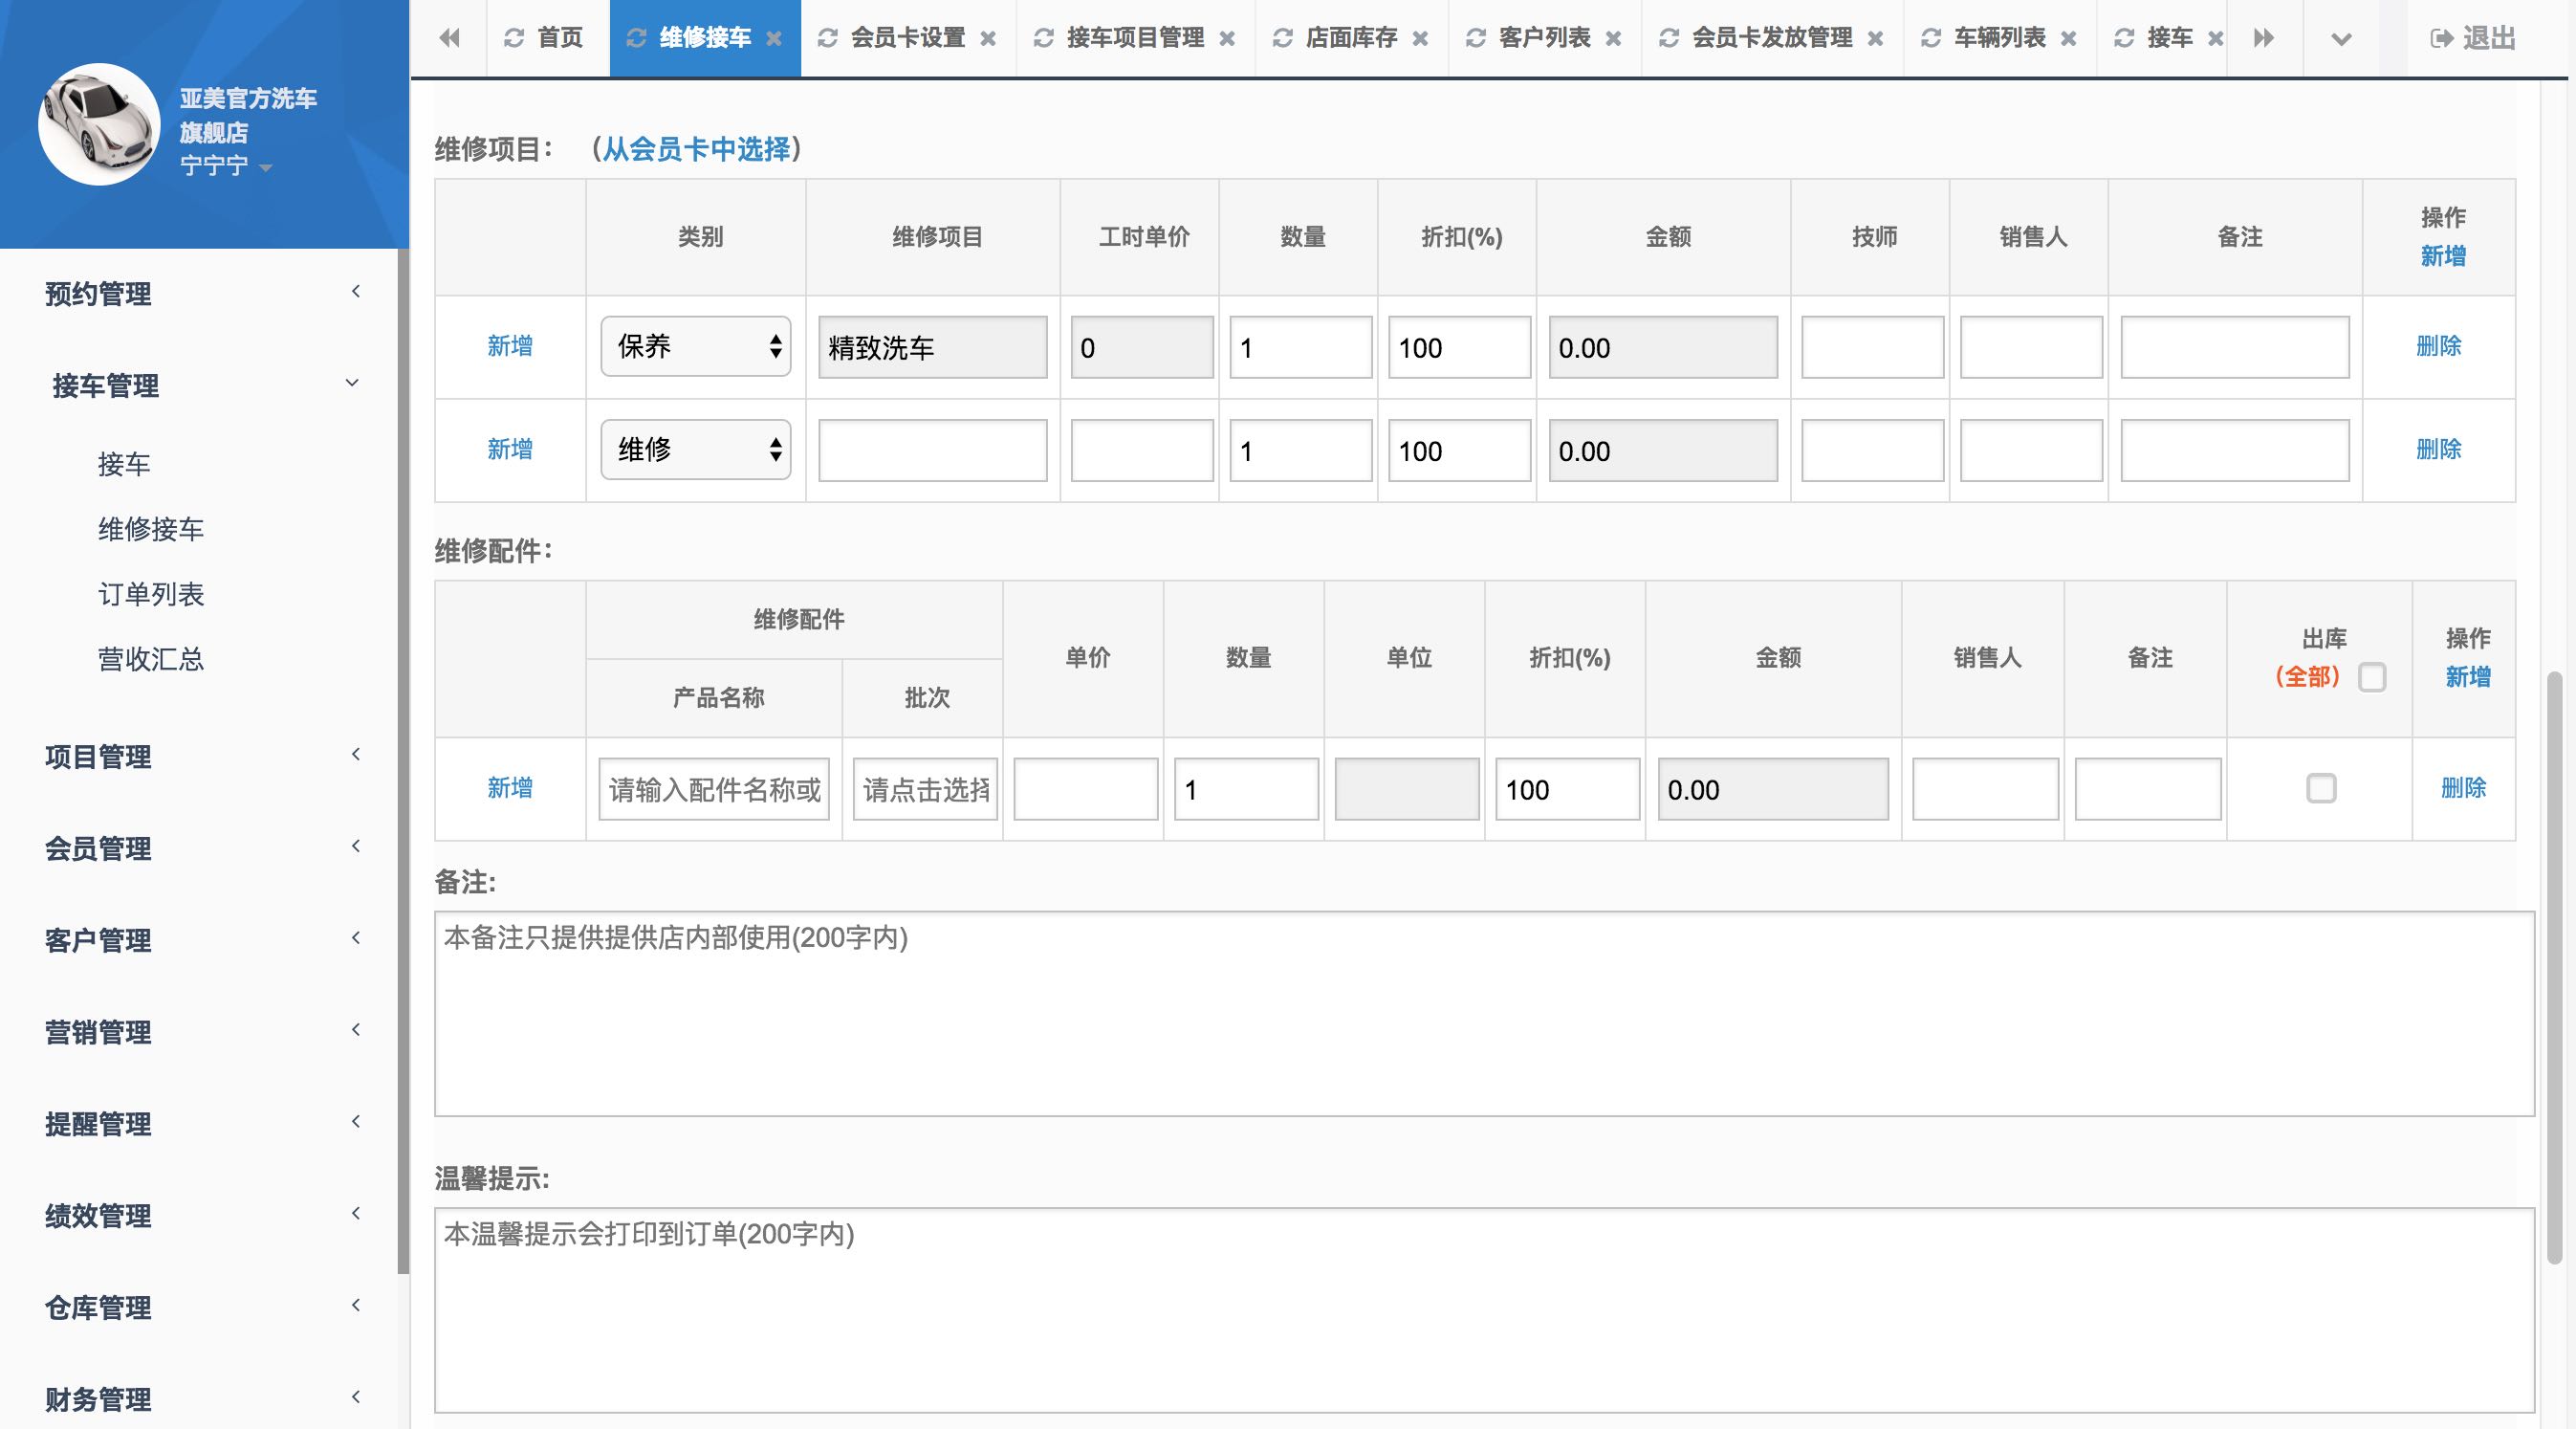 首页
维修接车
会员卡设置
接车项目管理
店面库存
客户列表
会员卡发放管理
车辆列表
接车
退出
亚美官方洗车
旗舰店
宁宁宁
预约管理
接车管理
接车
维修接车
订单列表
营收汇总
项目管理
会员管理
客户管理
营销管理
提醒管理
绩效管理
仓库管理
财务管理
维修项目: (从会员卡中选择)
类别 维修项目 工时单价 数量 折扣(%) 金额 技师 销售人 备注 操作
新增
新增 保养 精致洗车 0 1 100 0.00 删除
新增 维修 1 100 0.00 删除
维修配件:
维修配件 单价 数量 单位 折扣(%) 金额 销售人 备注 出库 操作
(全部) 新增
产品名称 批次
新增 请输入配件名称或 请点击选择 1 100 0.00 删除
备注:
本备注只提供提供店内部使用(200字内)
温馨提示:
本温馨提示会打印到订单(200字内)